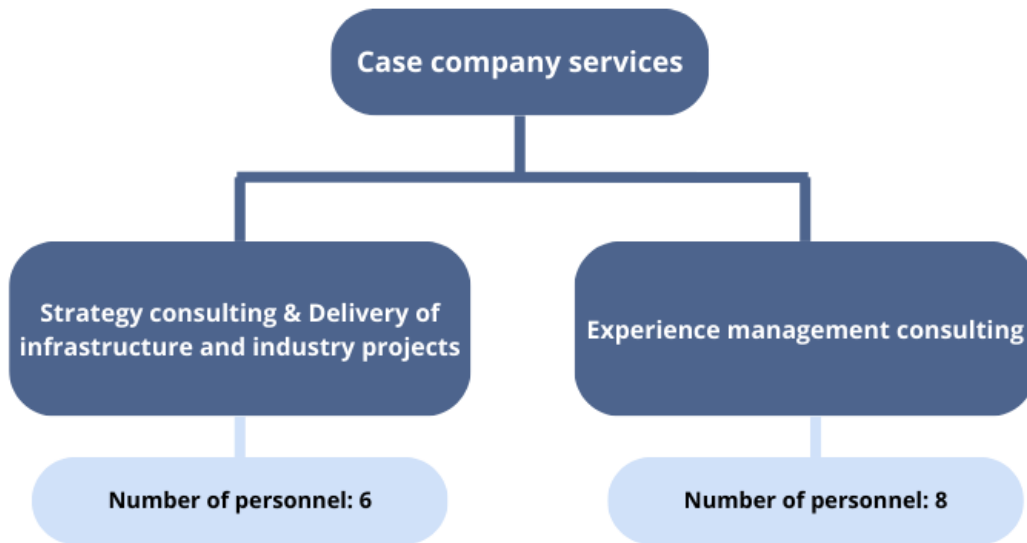 Case company services
Strategy consulting & Delivery of
infrastructure and industry projects
Experience management consulting
Number of personnel: 6
Number of personnel: 8